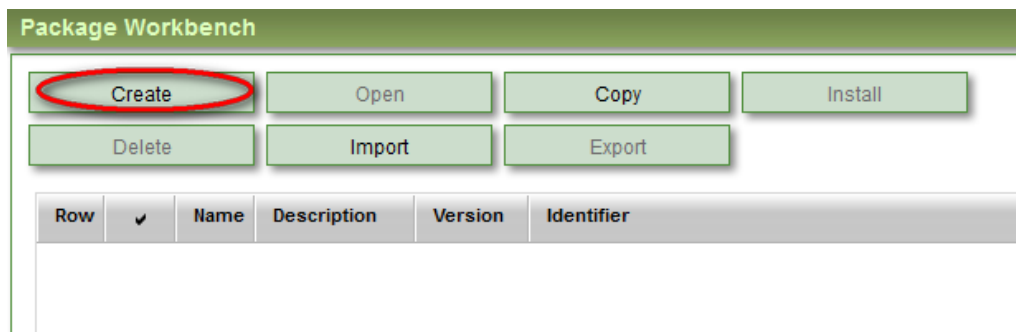 Package Workbench
Create Open Copy Install
Delete Import Export
Row ✔ Name Description Version Identifier